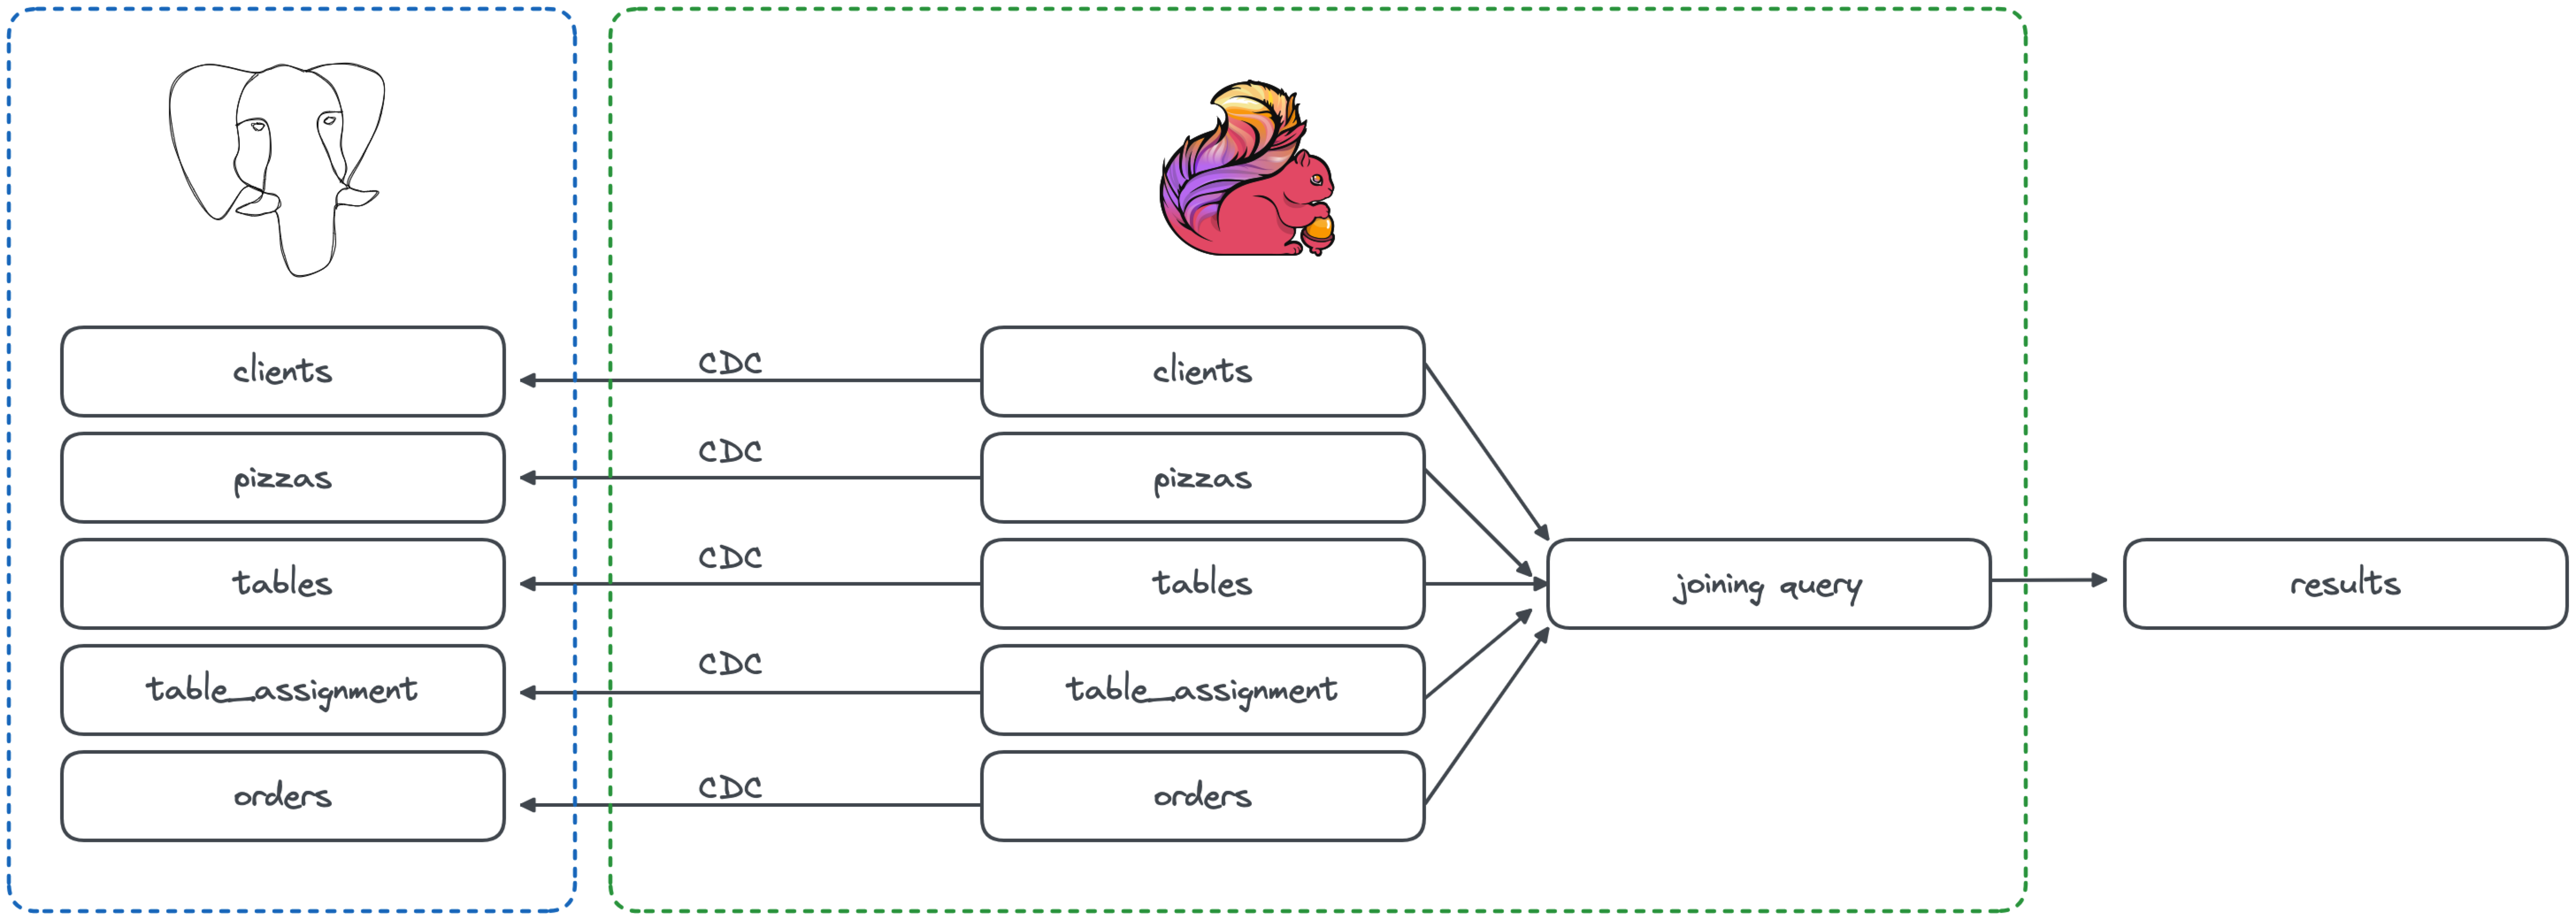 clients
CDC
clients
pizzas
CDC
pizzas
tables
CDC
tables
joining query
results
table_assignment
CDC
table_assignment
orders
CDC
orders